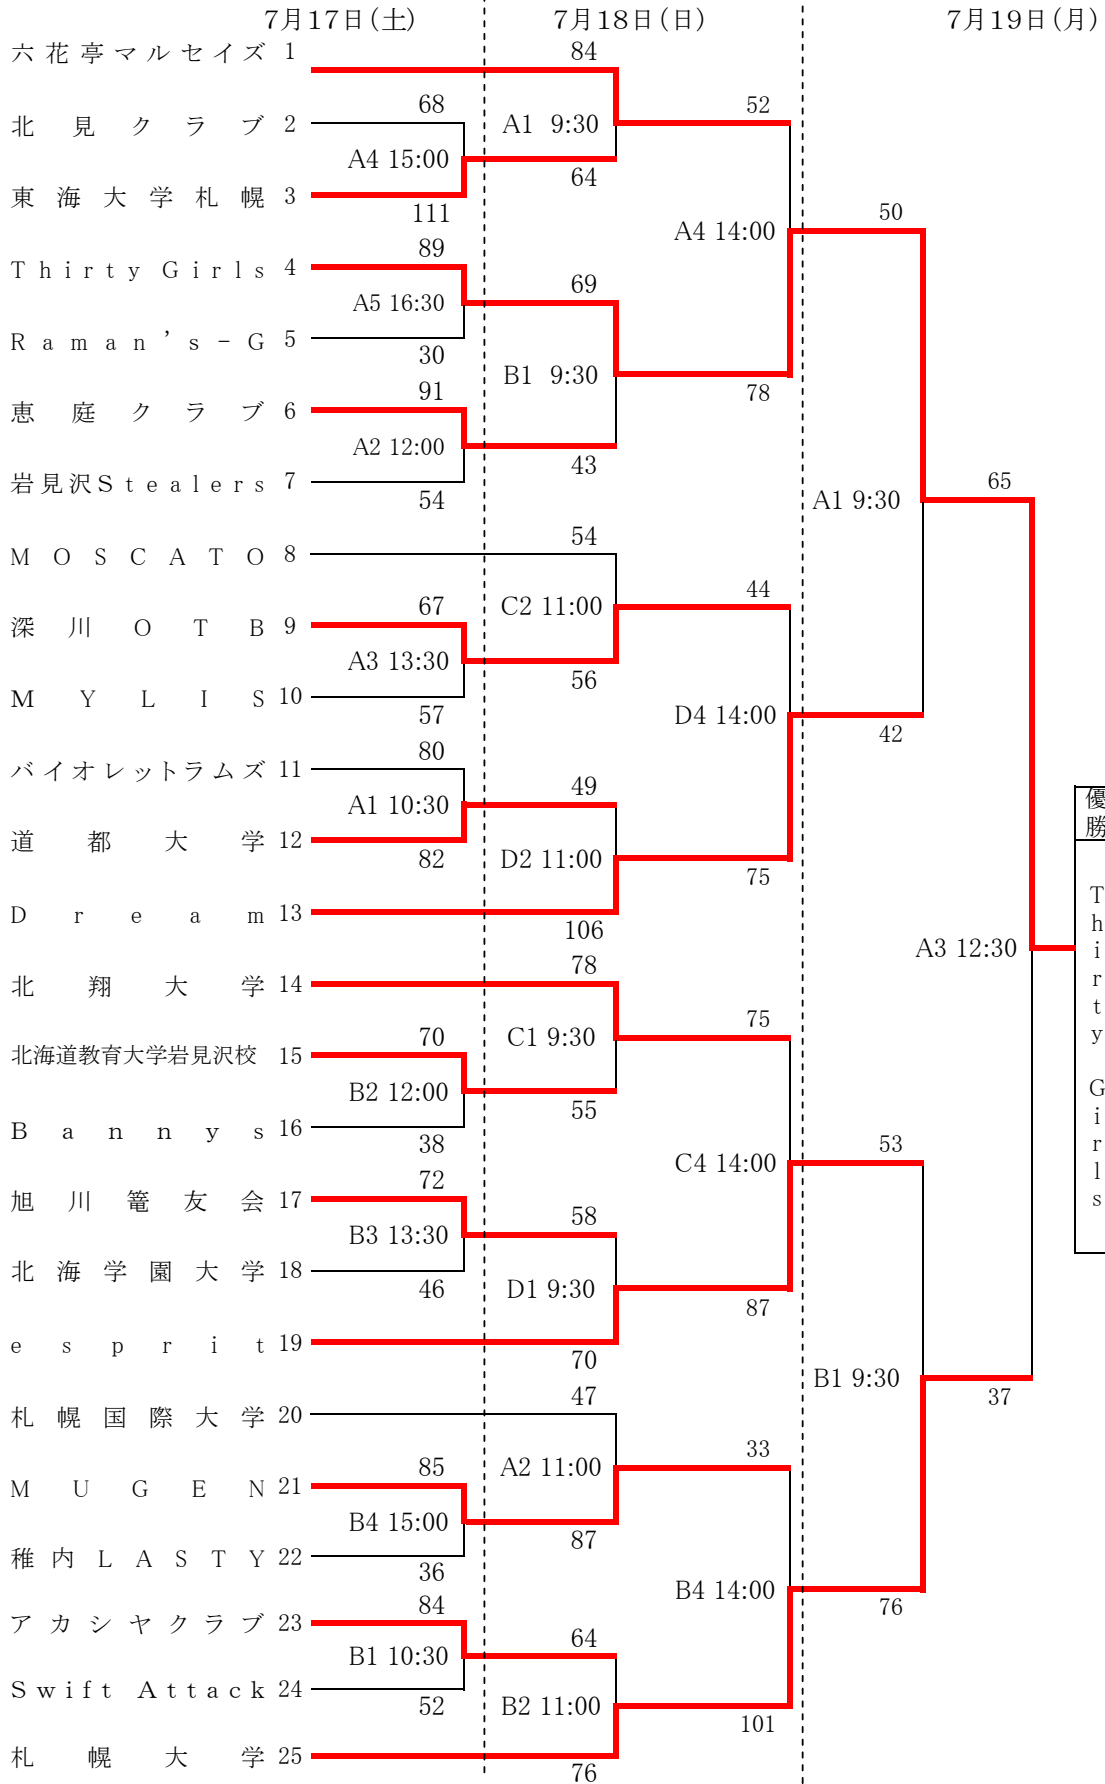 7月17日(土) 7月18日(日) 7月19日(月)
六花亭マルセイズ 1
84
68
52
北見クラブ 2
A1 9:30
A4 15:00
64
東海大学札幌 3
111
50
A4 14:00
89
Thirty Girls 4
69
A5 16:30
Raman's-G 5
30
B1 9:30
91
78
恵庭クラブ 6
A2 12:00
43
岩見沢Stealers 7
65
54
A1 9:30
54
MOSCATO 8
44
67
C2 11:00
深川OTB 9
A3 13:30
56
MYLIS 10
57
D4 14:00
42
80
バイオレットラムズ 11
49
優勝
A1 10:30
道都大学 12
82
D2 11:00
75
Dream 13
106
Thirty Girls
A3 12:30
78
北翔大学 14
75
70
C1 9:30
北海道教育大学岩見沢校 15
B2 12:00
55
Bannys 16
38
53
C4 14:00
72
旭川篭友会 17
58
B3 13:30
北海学園大学 18
46
D1 9:30
87
esprit 19
70
B1 9:30
47
37
札幌国際大学 20
33
85
A2 11:00
MUGEN 21
B4 15:00
87
稚内LASTY 22
36
B4 14:00
84
76
アカシヤクラブ 23
64
B1 10:30
Swift Attack 24
52
B2 11:00
101
札幌大学 25
76